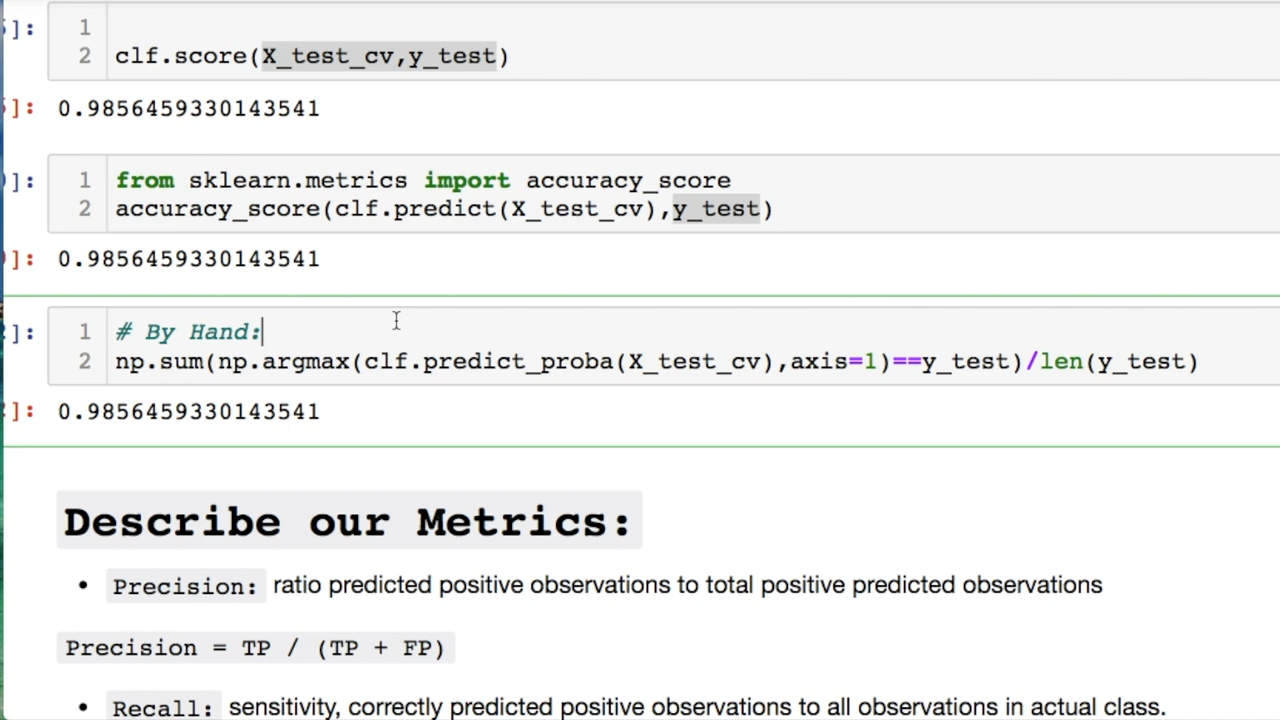 ]: 1
2 clf.score(X_test_cv,y_test)
]: 0.9856459330143541
]: 1 from sklearn.metrics import accuracy_score
2 accuracy_score(clf.predict(X_test_cv),y_test)
]: 0.9856459330143541
]: 1 # By Hand:
2 np.sum(np.argmax(clf.predict_proba(X_test_cv),axis=1)==y_test)/len(y_test)
]: 0.9856459330143541
Describe our Metrics:
• Precision: ratio predicted positive observations to total positive predicted observations
Precision = TP / (TP + FP)
• Recall: sensitivity, correctly predicted positive observations to all observations in actual class.